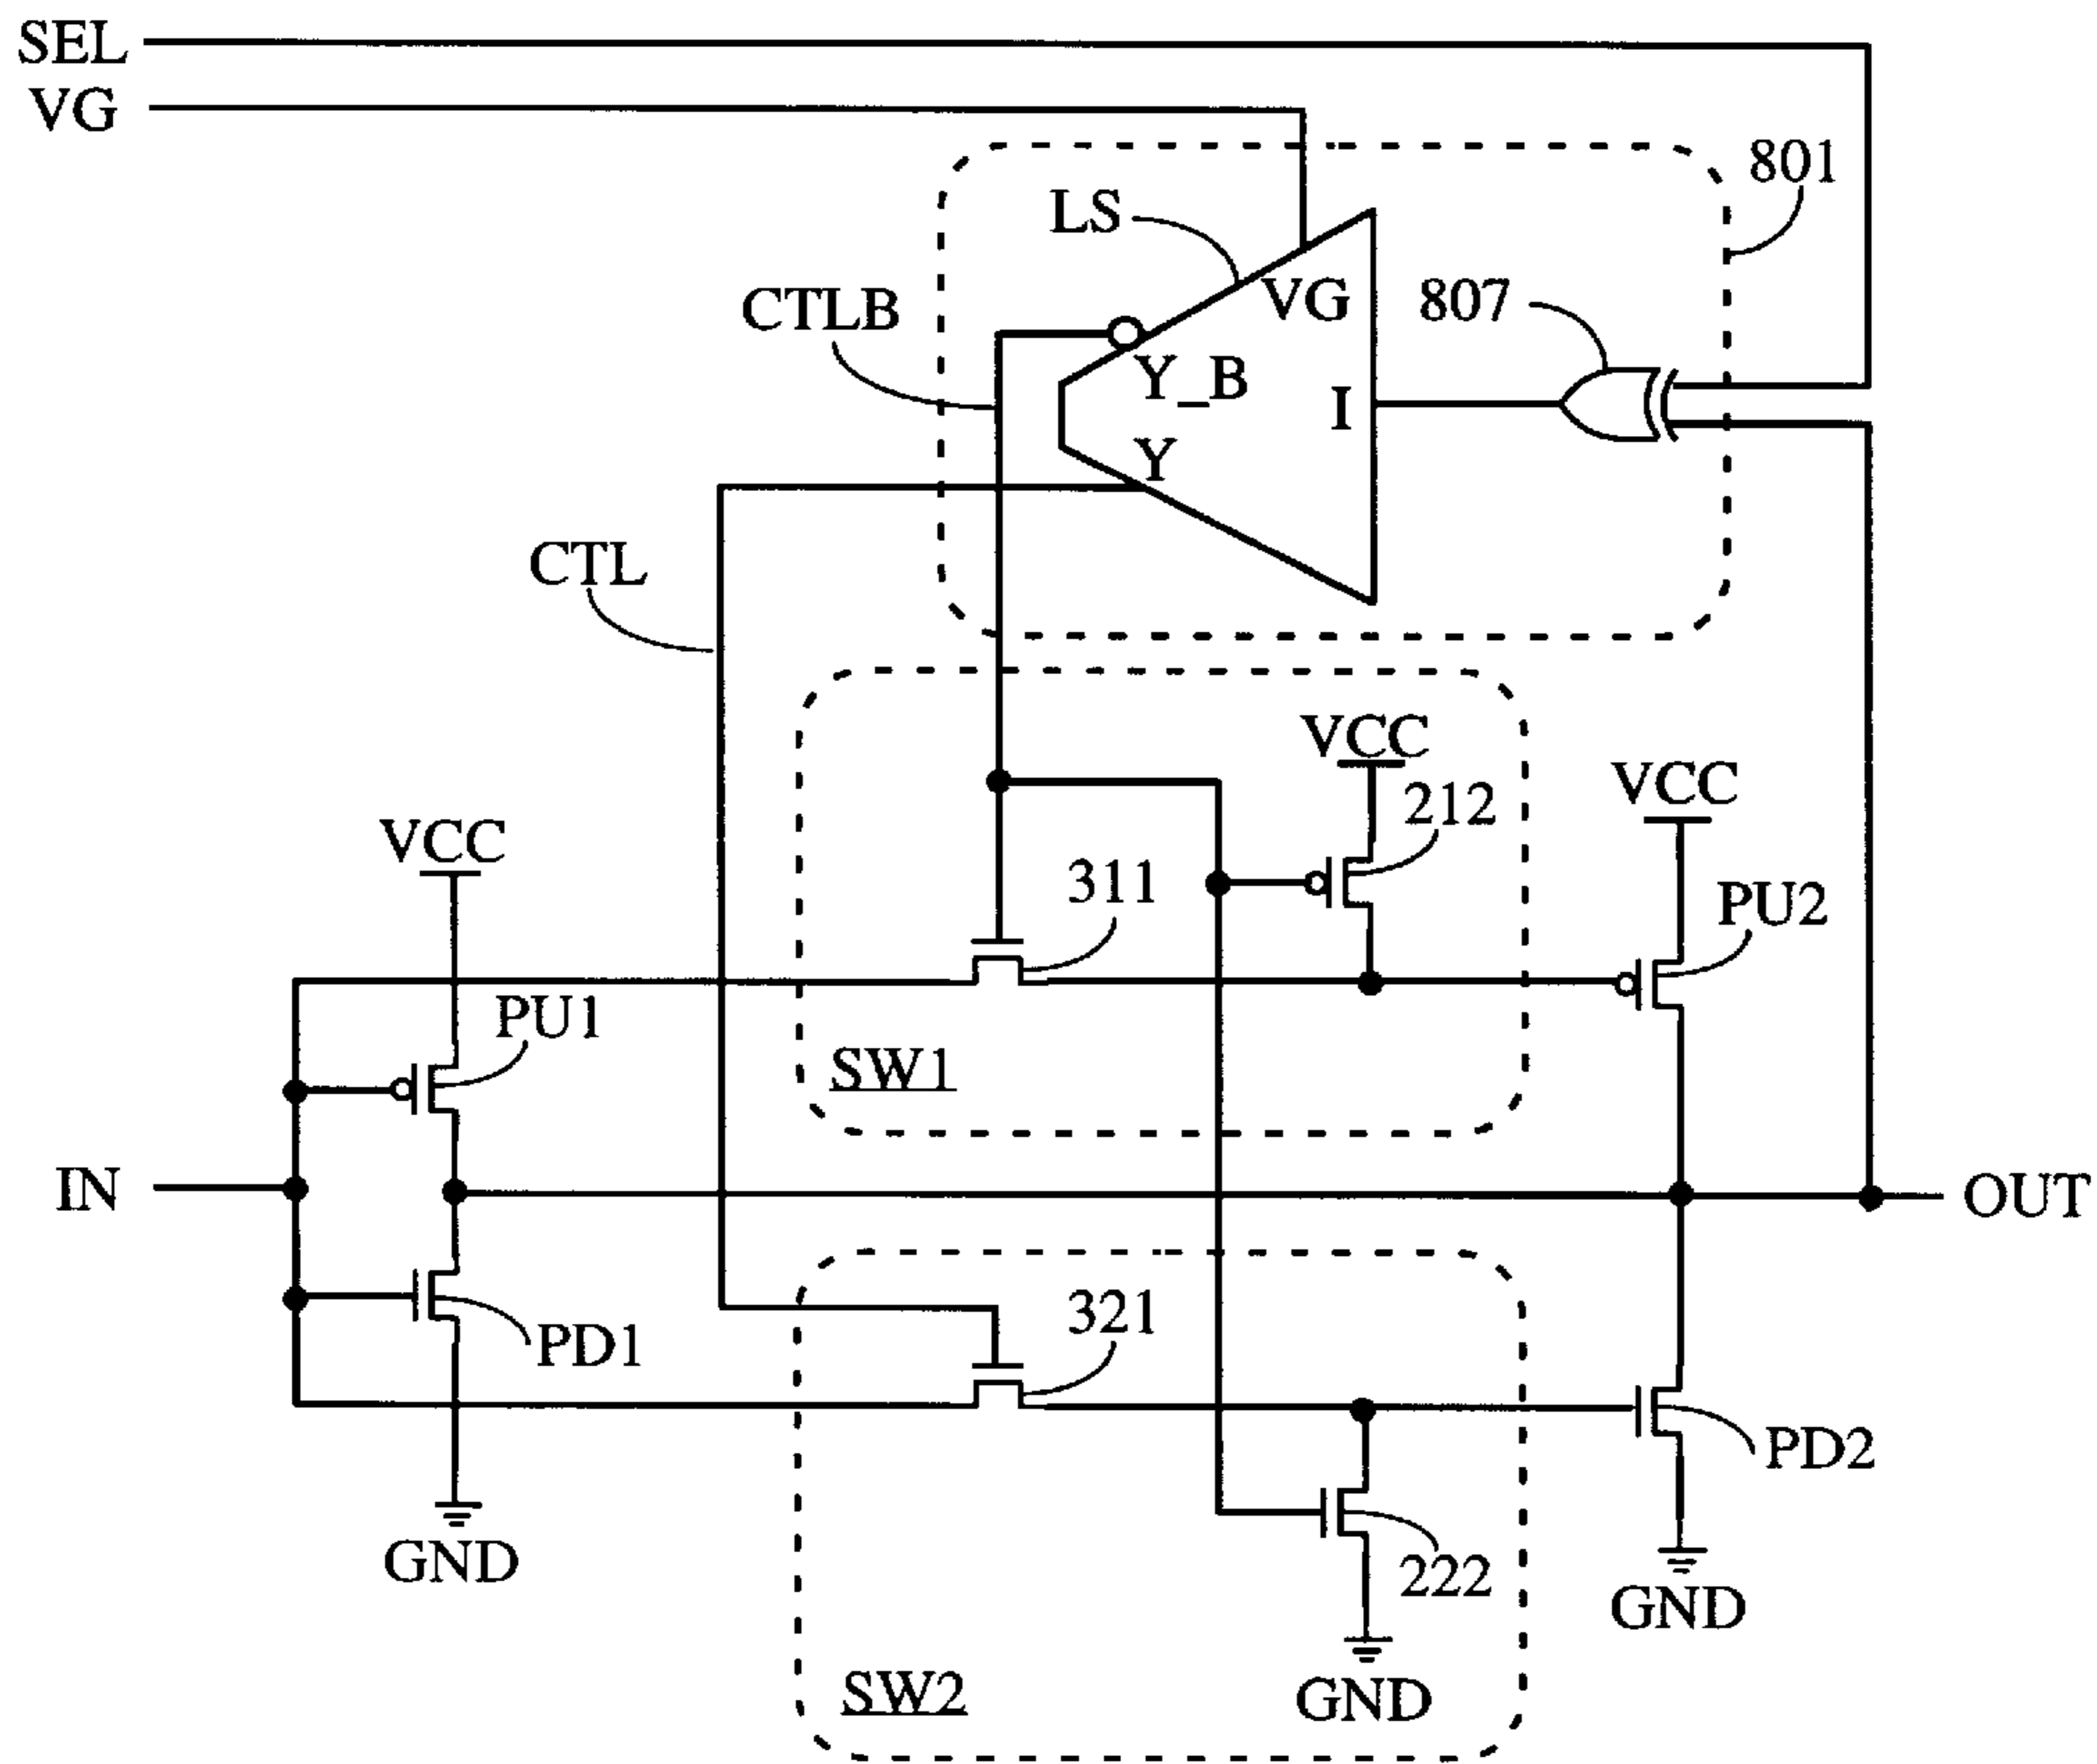 SEL
VG
801
LS
VG
807
CTLB
Y_B
I
Y
CTL
VCC
VCC
212
VCC
311
PU2
PU1
SW1
IN
OUT
321
PD1
PD2
GND
222
GND
SW2
GND